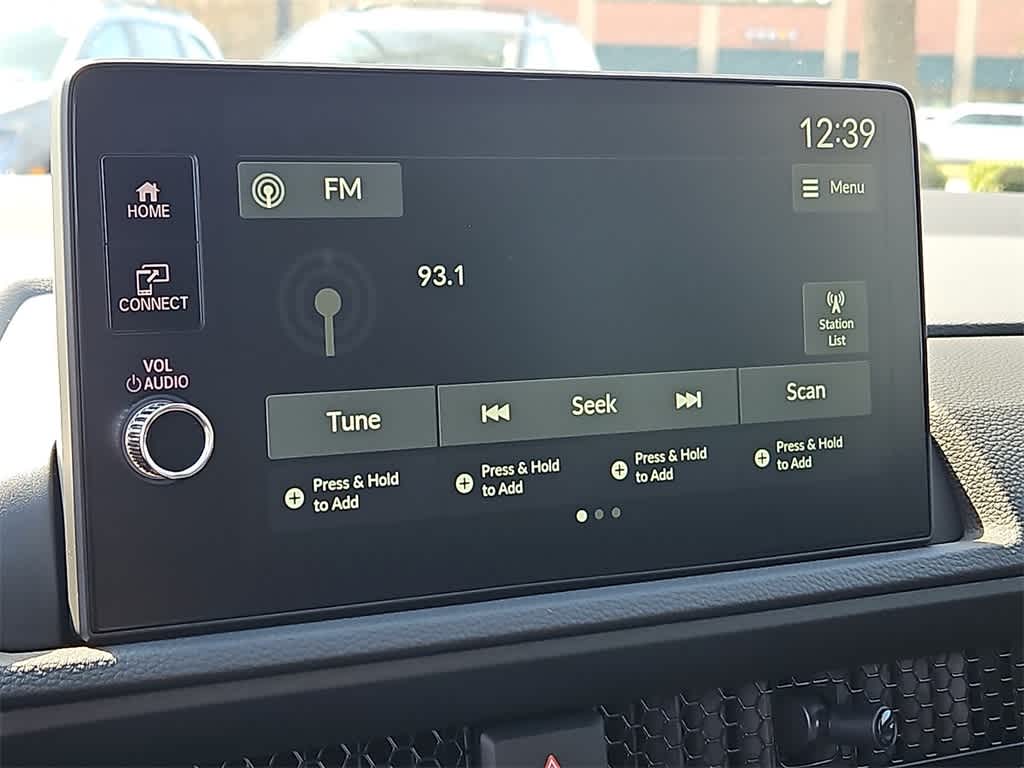 12:39
HOME
FM
Menu
93.1
CONNECT
Station
List
VOL
AUDIO
Tune
Seek
Scan
Press & Hold
to Add
Press & Hold
to Add
Press & Hold
to Add
Press & Hold
to Add